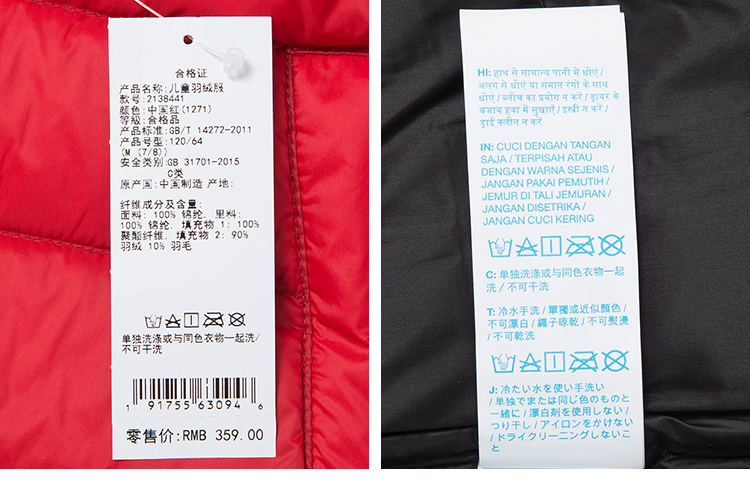 合格证
产品名称:儿童羽绒服
款号:2138441
颜色:中国红(1271)
等级:合格品
产品标准:GB/T 14272-2011
产品型号:120/64
(M (7/8))
安全类别:GB 31701-2015
C类
原产国:中国制造 产地:
纤维成分及含量:
面料: 100% 锦纶, 里料:
100% 锦纶, 填充物 1: 100%
聚酯纤维, 填充物 2: 90%
羽绒 10% 羽毛
单独洗涤或与同色衣物一起洗/
不可干洗
1 91755 63094 6
零售价:RMB 359.00
HI: हाथ से सामान्य पानी में धोएं/
अलग से धोएं या समान रंगों के साथ
धोएं / ब्लीच का प्रयोग न करें / ड्रायर के
बजाय हवा में सुखाएँ / इस्त्री न करें /
ड्राई क्लीन न करें
IN: CUCI DENGAN TANGAN
SAJA / TERPISAH ATAU
DENGAN WARNA SEJENIS /
JANGAN PAKAI PEMUTIH /
JEMUR DI TALI JEMURAN /
JANGAN DISETRIKA /
JANGAN CUCI KERING
C: 单独洗涤或与同色衣物一起
洗 / 不可干洗
T: 冷水手洗 / 單獨或近似顏色 /
不可漂白 / 繩子晾乾 / 不可熨燙
/ 不可乾洗
J: 冷たい水を使い手洗い
/ 単独でまたは同じ色のものと
一緒に / 漂白剤を使用しない /
つり干し / アイロンをかけない
/ ドライクリーニングしないこ
と